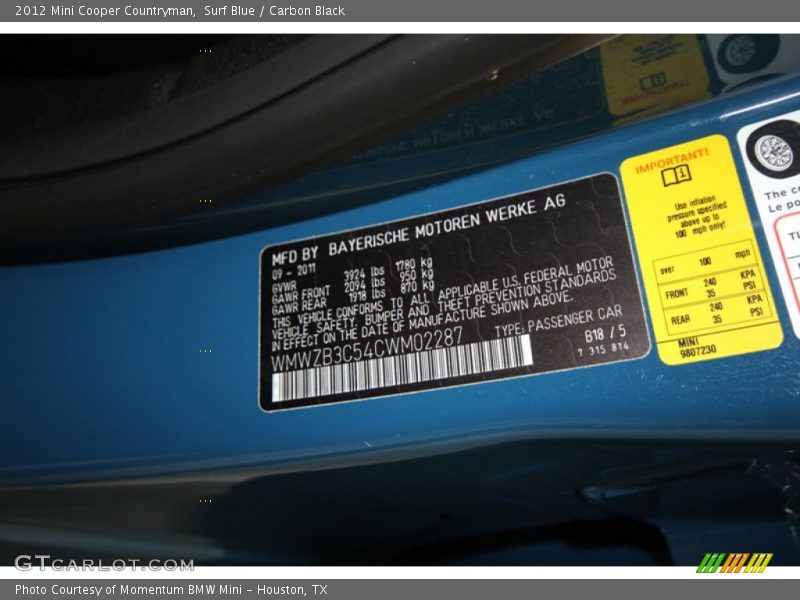 2012 Mini Cooper Countryman, Surf Blue / Carbon Black
MFD BY BAYERISCHE MOTOREN WERKE AG
09 - 2011
GVWR 3924 lbs 1780 kg
GAWR FRONT 2094 lbs 950 kg
GAWR REAR 1918 lbs 870 kg
THIS VEHICLE CONFORMS TO ALL APPLICABLE U.S. FEDERAL MOTOR
VEHICLE SAFETY, BUMPER AND THEFT PREVENTION STANDARDS
IN EFFECT ON THE DATE OF MANUFACTURE SHOWN ABOVE.
WMWZB3C54CWM02287 TYPE: PASSENGER CAR
B18 / 5
7 315 814
IMPORTANT!
Use inflation
pressure specified
above up to
100 mph only!
over 100 mph
FRONT 240 KPA
35 PSI
REAR 240 KPA
35 PSI
MINI
9807230
The co
Le po
TI
GTCARLOT.COM
Photo Courtesy of Momentum BMW Mini - Houston, TX